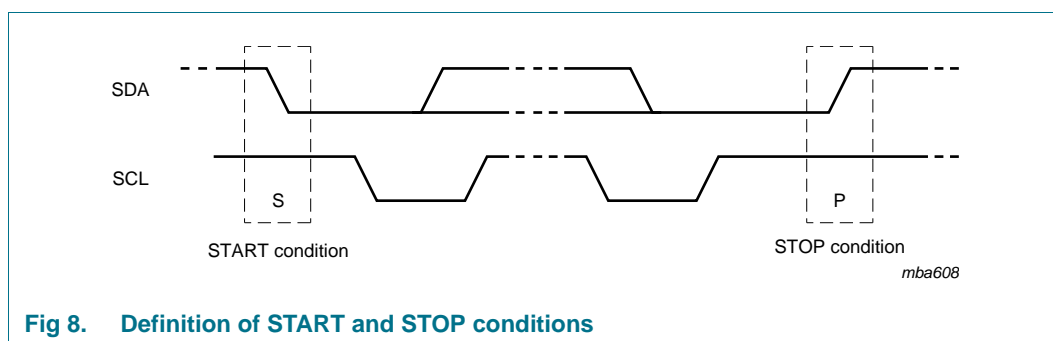 SDA
SCL
S
P
START condition
STOP condition
mba608
Fig 8. Definition of START and STOP conditions